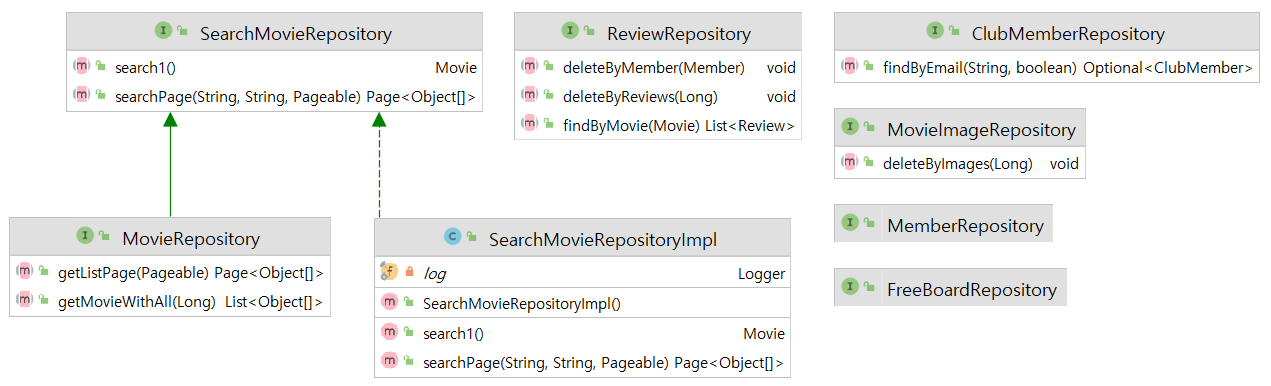 SearchMovieRepository
search1() Movie
searchPage(String, String, Pageable) Page<Object[]>
ReviewRepository
deleteByMember(Member) void
deleteByReviews(Long) void
findByMovie(Movie) List<Review>
ClubMemberRepository
findByEmail(String, boolean) Optional<ClubMember>
MovieImageRepository
deleteByImages(Long) void
MemberRepository
FreeBoardRepository
MovieRepository
getListPage(Pageable) Page<Object[]>
getMovieWithAll(Long) List<Object[]>
SearchMovieRepositoryImpl
log Logger
SearchMovieRepositoryImpl()
search1() Movie
searchPage(String, String, Pageable) Page<Object[]>